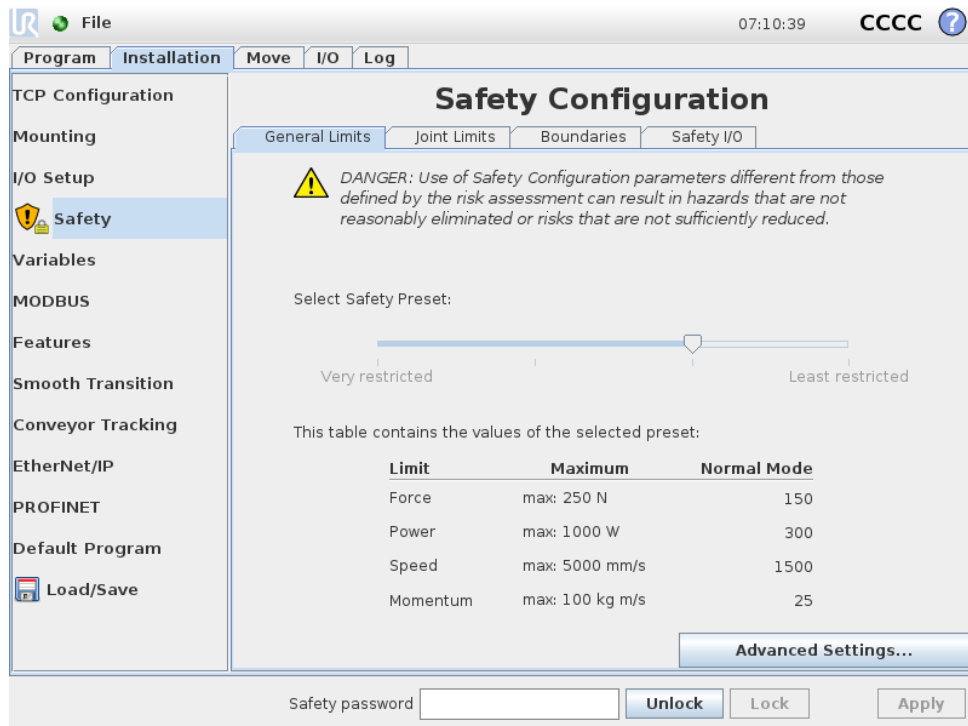 UR File 07:10:39 CCCC ?
Program Installation Move I/O Log
TCP Configuration
Mounting
I/O Setup
Safety
Variables
MODBUS
Features
Smooth Transition
Conveyor Tracking
EtherNet/IP
PROFINET
Default Program
Load/Save
Safety Configuration
General Limits Joint Limits Boundaries Safety I/O
DANGER: Use of Safety Configuration parameters different from those
defined by the risk assessment can result in hazards that are not
reasonably eliminated or risks that are not sufficiently reduced.
Select Safety Preset:
Very restricted Least restricted
This table contains the values of the selected preset:
Limit Maximum Normal Mode
Force max: 250 N 150
Power max: 1000 W 300
Speed max: 5000 mm/s 1500
Momentum max: 100 kg m/s 25
Advanced Settings...
Safety password Unlock Lock Apply